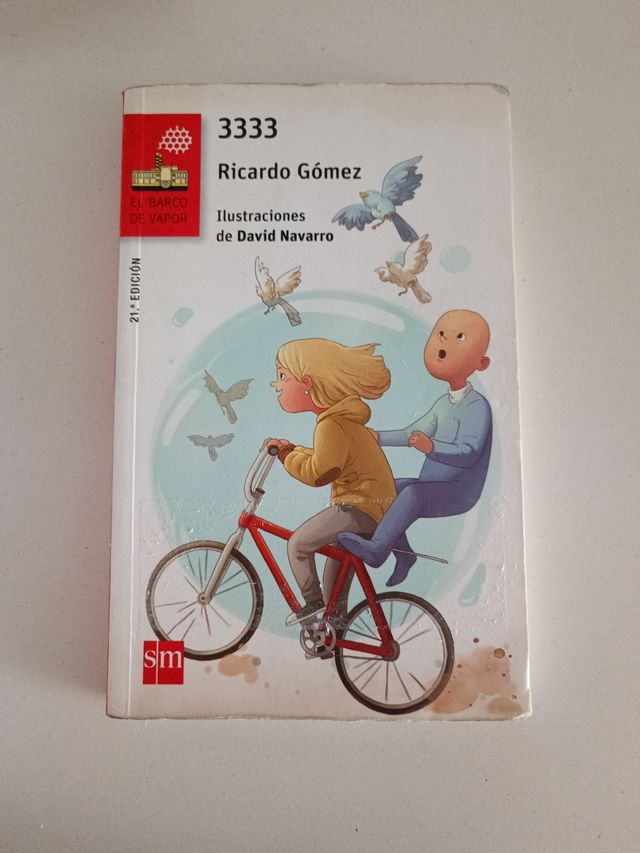 3333
Ricardo Gómez
Ilustraciones
de David Navarro
EL BARCO
DE VAPOR
21.ª EDICIÓN
sm